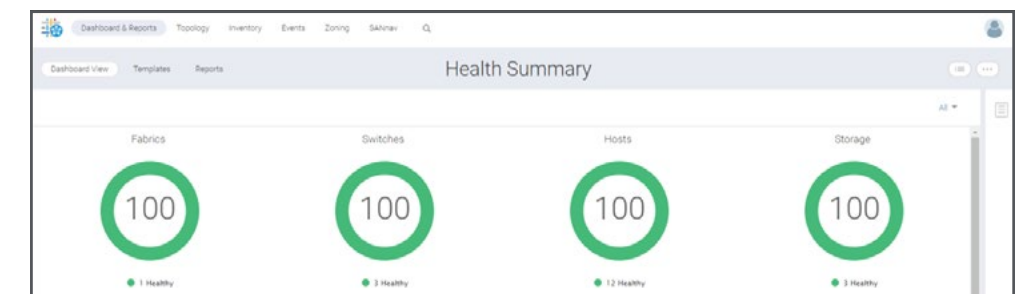 Dashboard & Reports Topology Inventory Events Zoning SANnav
Dashboard View Templates Reports Health Summary
All
Fabrics Switches Hosts Storage
100 100 100 100
1 Healthy 3 Healthy 12 Healthy 3 Healthy